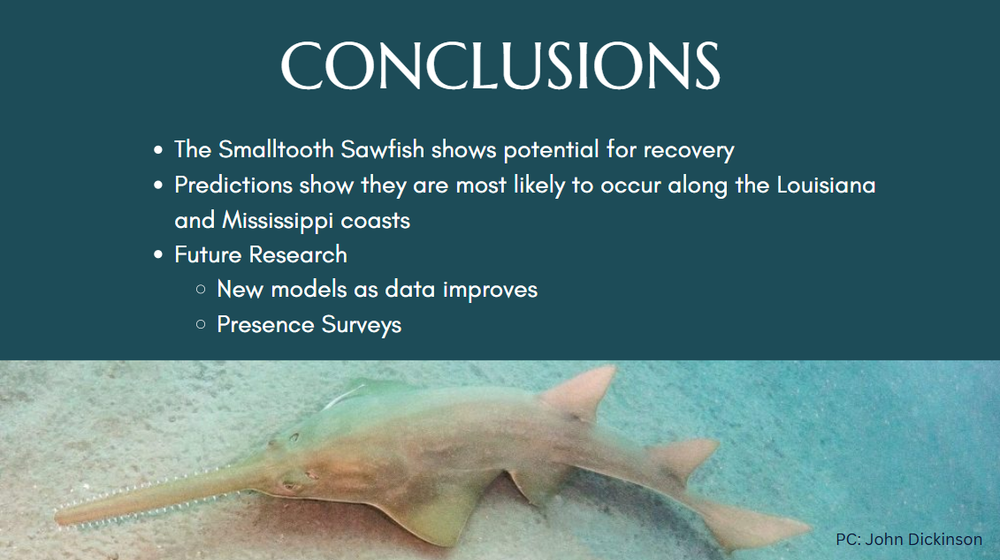 CONCLUSIONS
• The Smalltooth Sawfish shows potential for recovery
• Predictions show they are most likely to occur along the Louisiana
and Mississippi coasts
• Future Research
○ New models as data improves
○ Presence Surveys
PC: John Dickinson